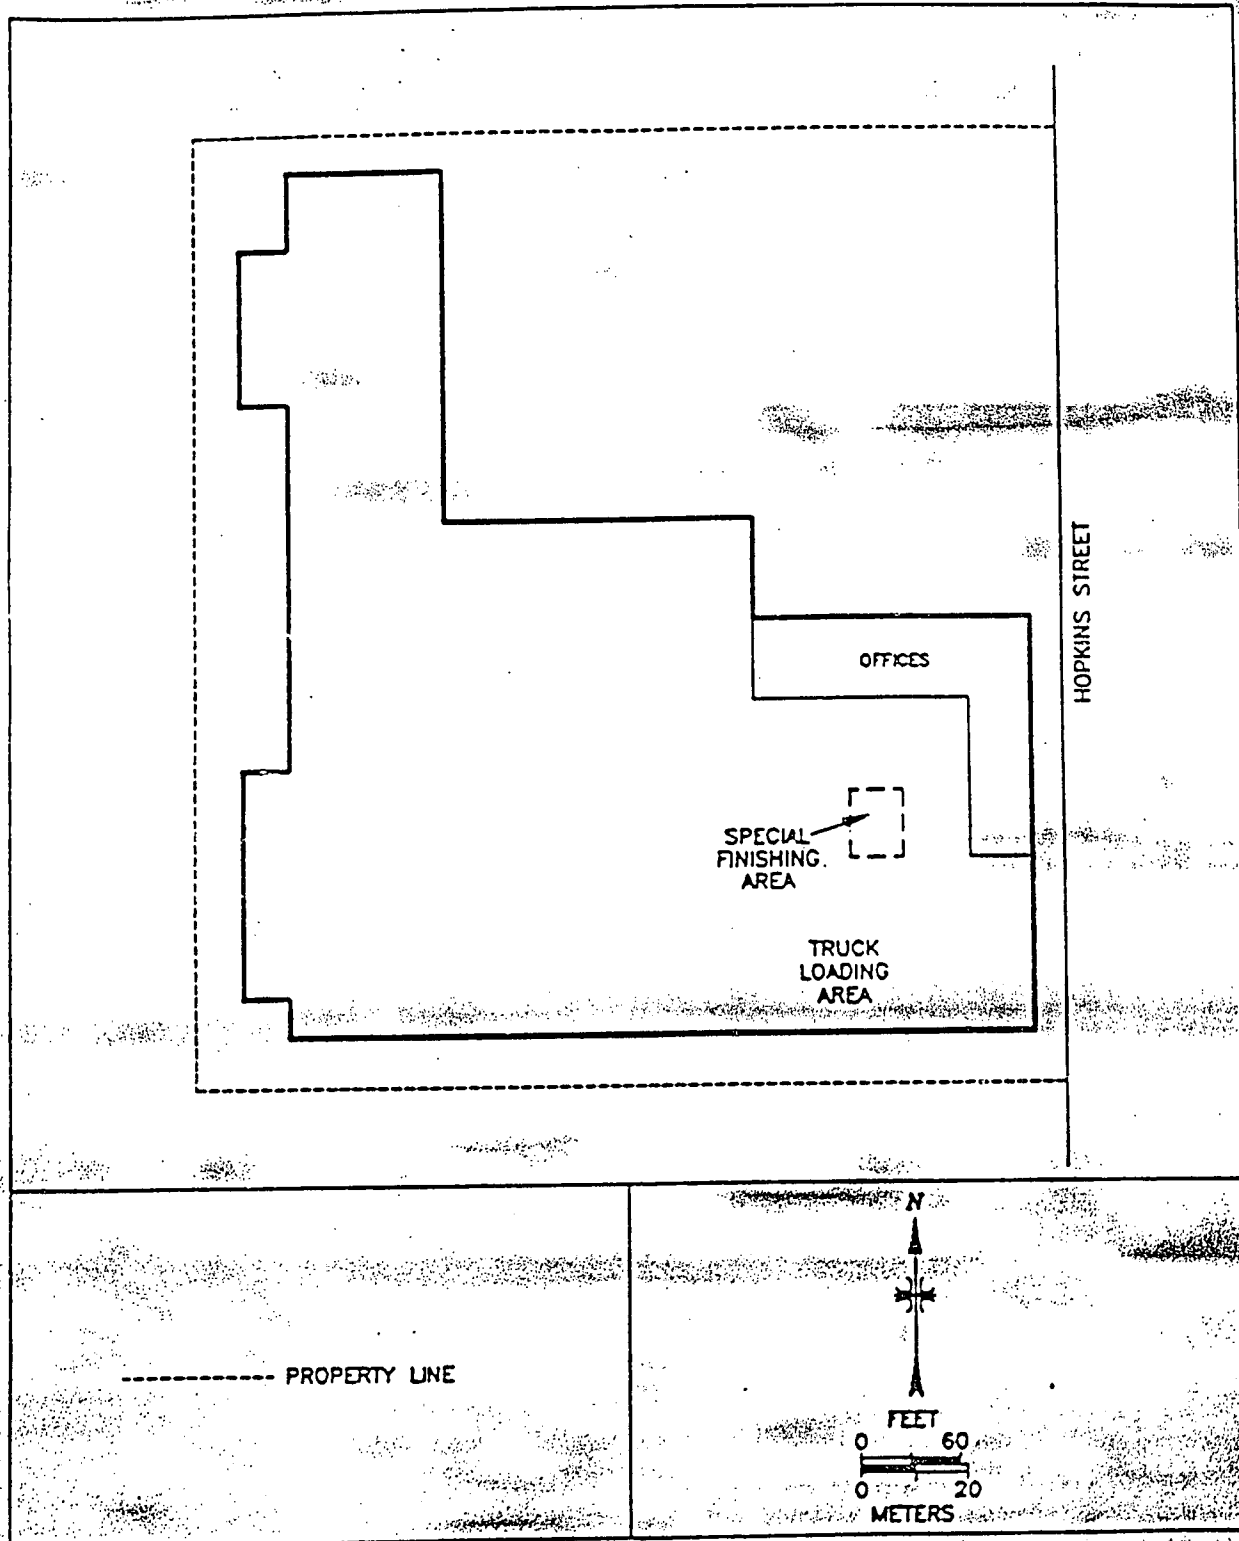 HOPKINS STREET
OFFICES
SPECIAL
FINISHING
AREA
TRUCK
LOADING
AREA
PROPERTY LINE
N
FEET
0 60
0 20
METERS